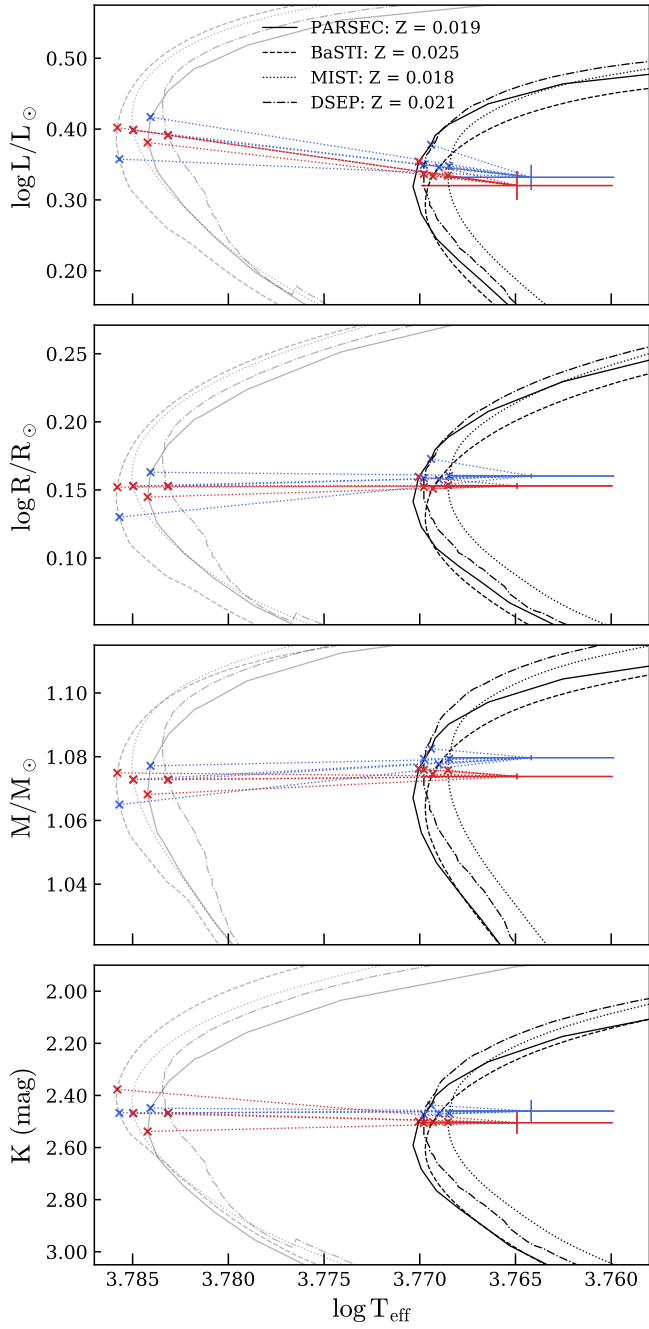 PARSEC: Z = 0.019
BaSTI: Z = 0.025
MIST: Z = 0.018
DSEP: Z = 0.021
0.50
0.40
0.30
0.20
log L/L⊙
0.25
0.20
0.15
0.10
log R/R⊙
1.10
1.08
1.06
1.04
M/M⊙
2.00
2.20
2.40
2.60
2.80
3.00
K (mag)
3.785 3.780 3.775 3.770 3.765 3.760
log Teff